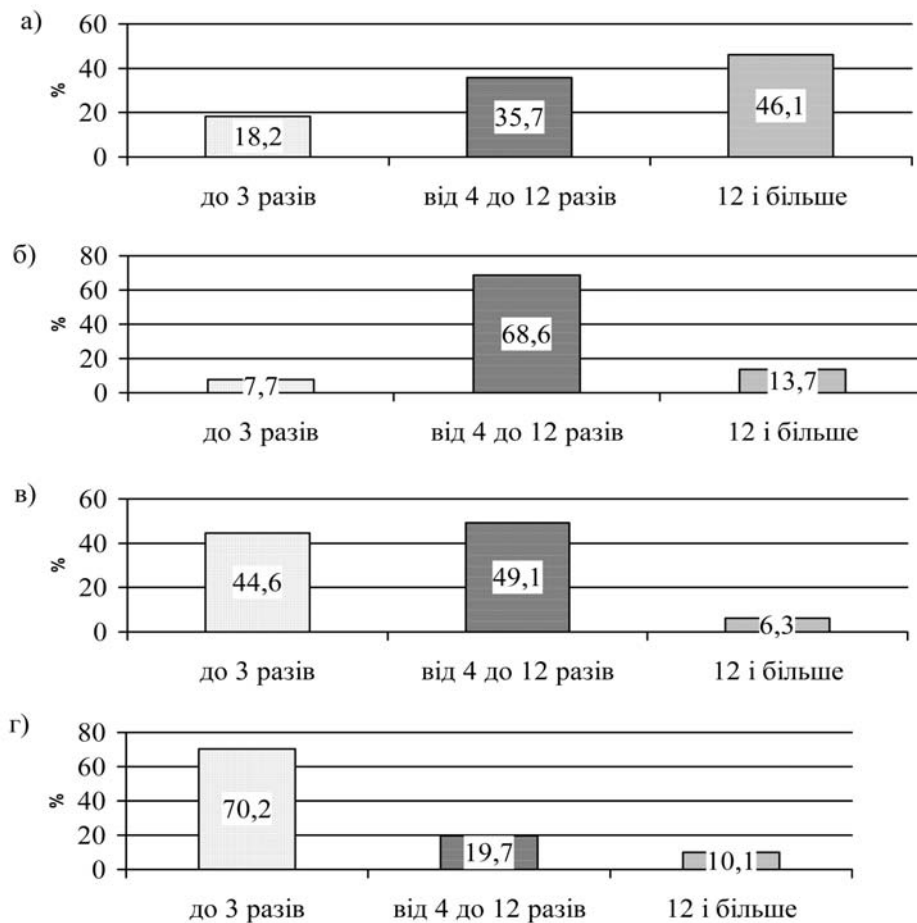 а)
60
40
20
0
%
18,2
35,7
46,1
до 3 разів
від 4 до 12 разів
12 і більше
б)
80
60
40
20
0
%
7,7
68,6
13,7
до 3 разів
від 4 до 12 разів
12 і більше
в)
60
40
20
0
%
44,6
49,1
6,3
до 3 разів
від 4 до 12 разів
12 і більше
г)
80
60
40
20
0
%
70,2
19,7
10,1
до 3 разів
від 4 до 12 разів
12 і більше